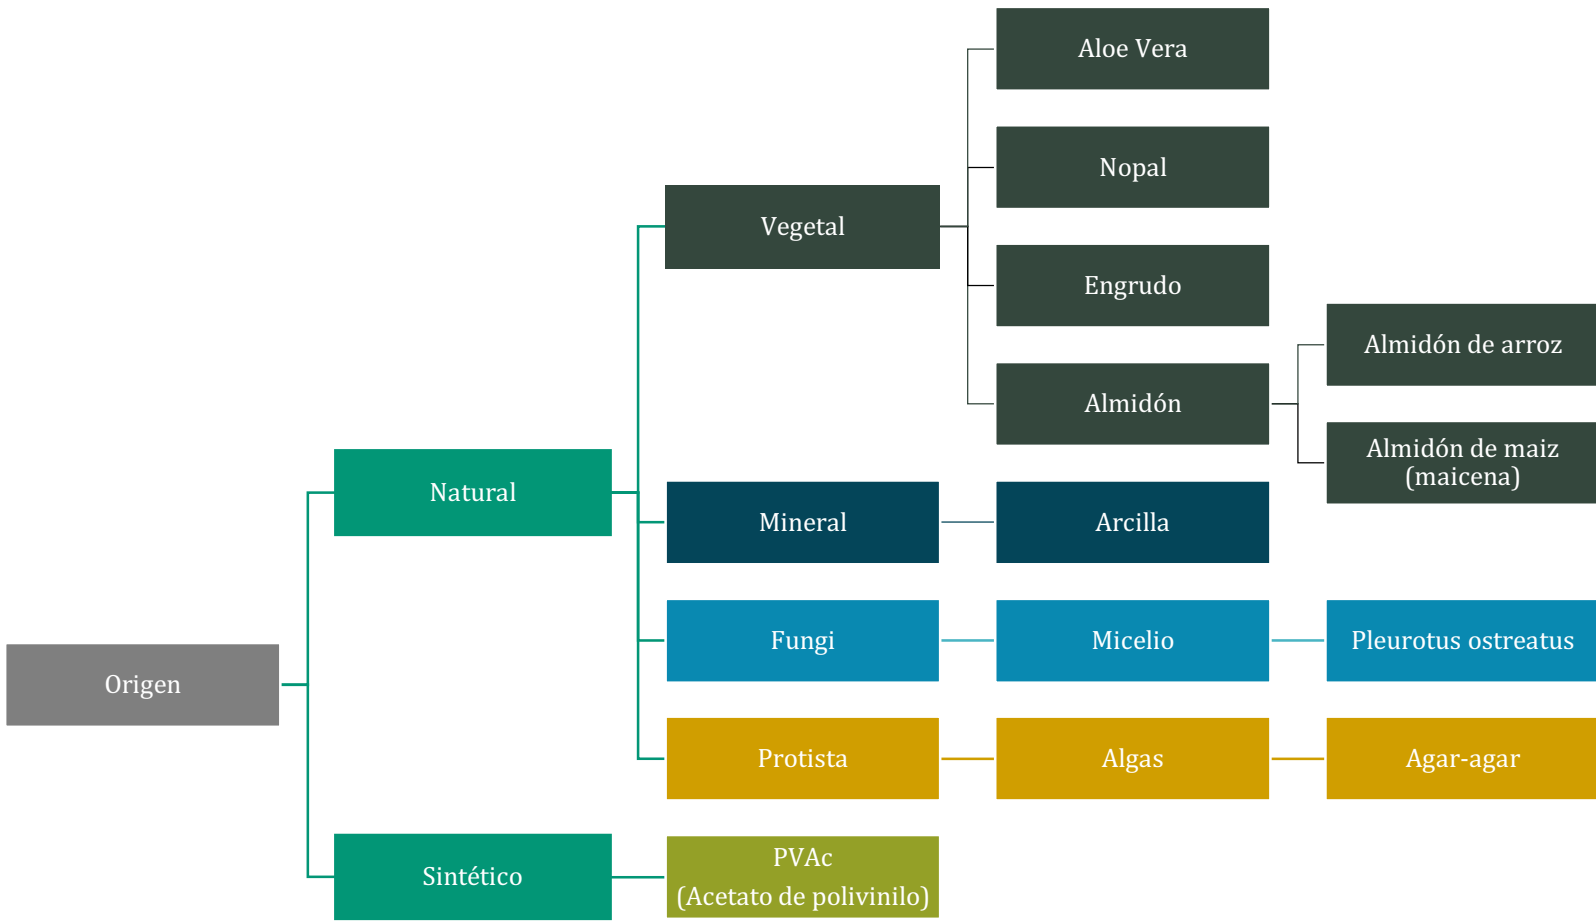 Aloe Vera
Nopal
Vegetal
Engrudo
Almidón de arroz
Almidón
Almidón de maiz
(maicena)
Natural
Mineral
Arcilla
Fungi
Micelio
Pleurotus ostreatus
Origen
Protista
Algas
Agar-agar
Sintético
PVAc
(Acetato de polivinilo)